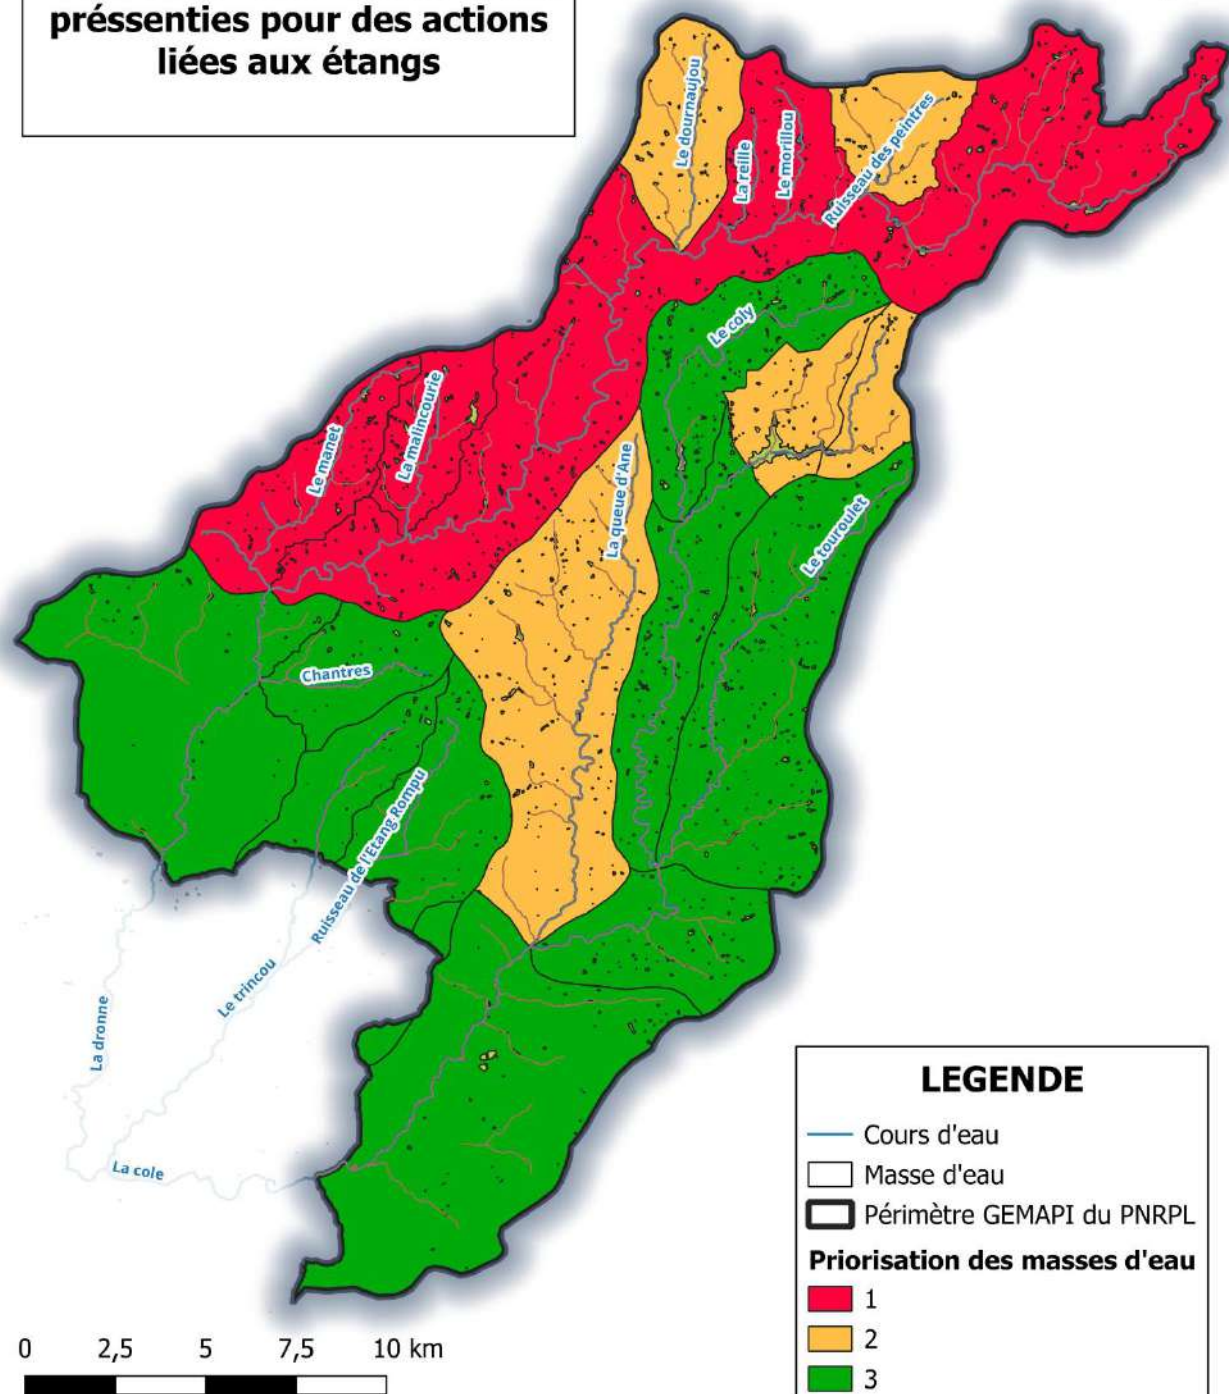 préssenties pour des actions
liées aux étangs
Le dournaujou
La reille
Le morillou
Ruisseau des peintres
Le coly
Le manet
La malincourie
La queue d'Ane
Le touroulet
Chantres
Ruisseau de l'Etang Rompu
Le trincou
La dronne
La cole
LEGENDE
Cours d'eau
Masse d'eau
Périmètre GEMAPI du PNRPL
Priorisation des masses d'eau
1
2
3
0 2,5 5 7,5 10 km